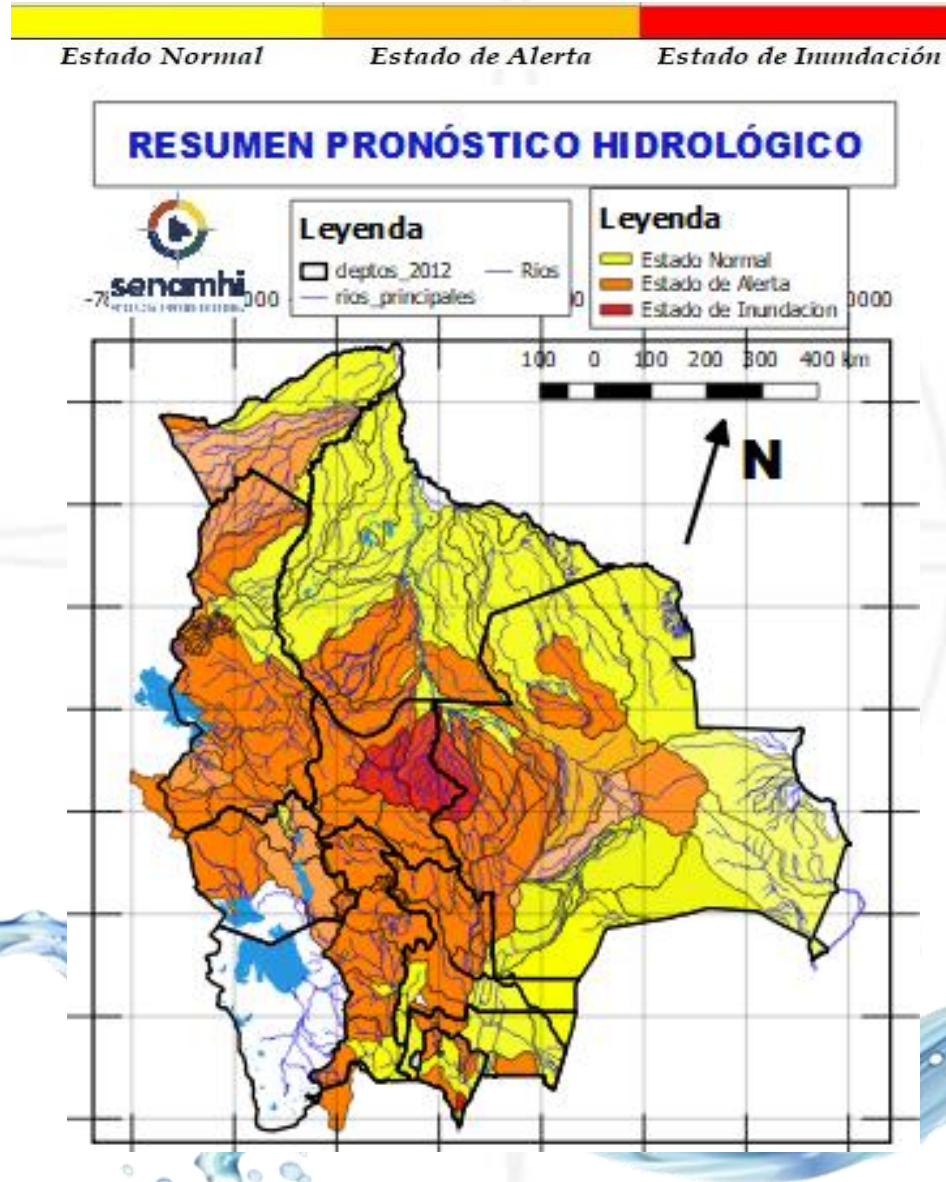 Estado Normal Estado de Alerta Estado de Inundación
RESUMEN PRONÓSTICO HIDROLÓGICO
senamhi
Leyenda
deptos_2012 Rios
rios_principales
Leyenda
Estado Normal
Estado de Alerta
Estado de Inundacion
100 0 100 200 300 400 km
N